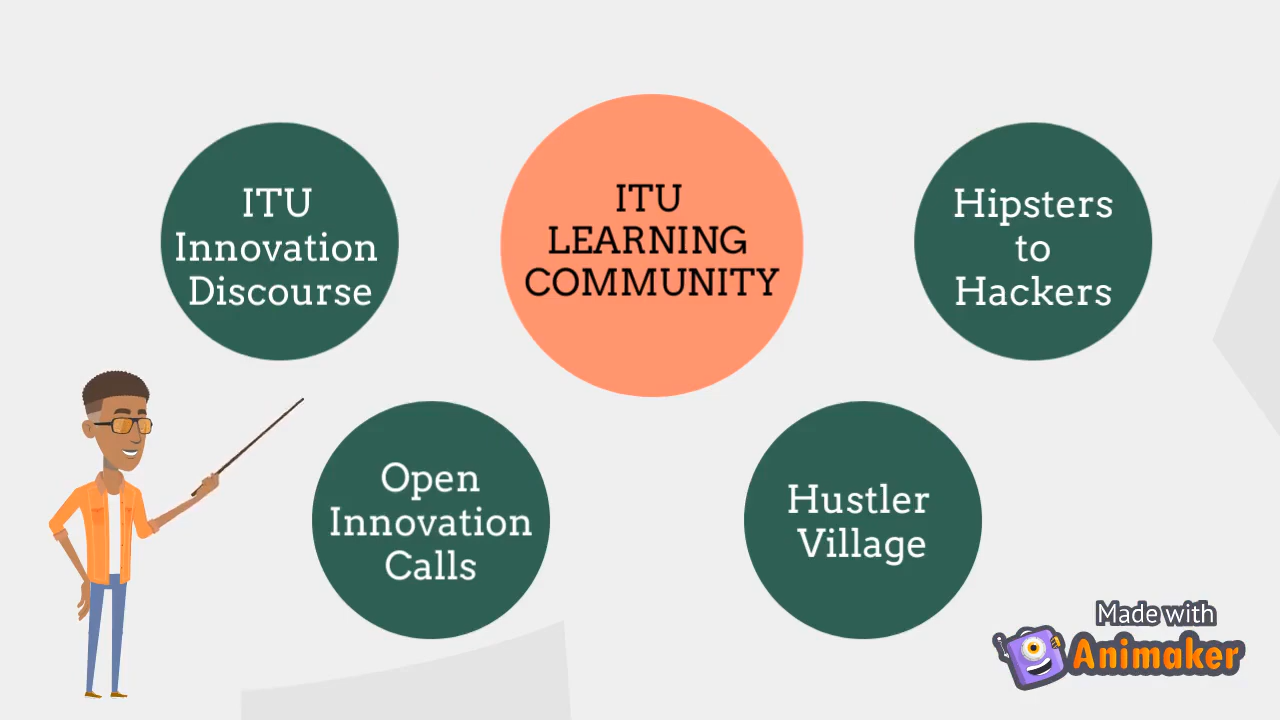 ITU
Innovation
Discourse
ITU
LEARNING
COMMUNITY
Hipsters
to
Hackers
Open
Innovation
Calls
Hustler
Village
Made with
Animaker